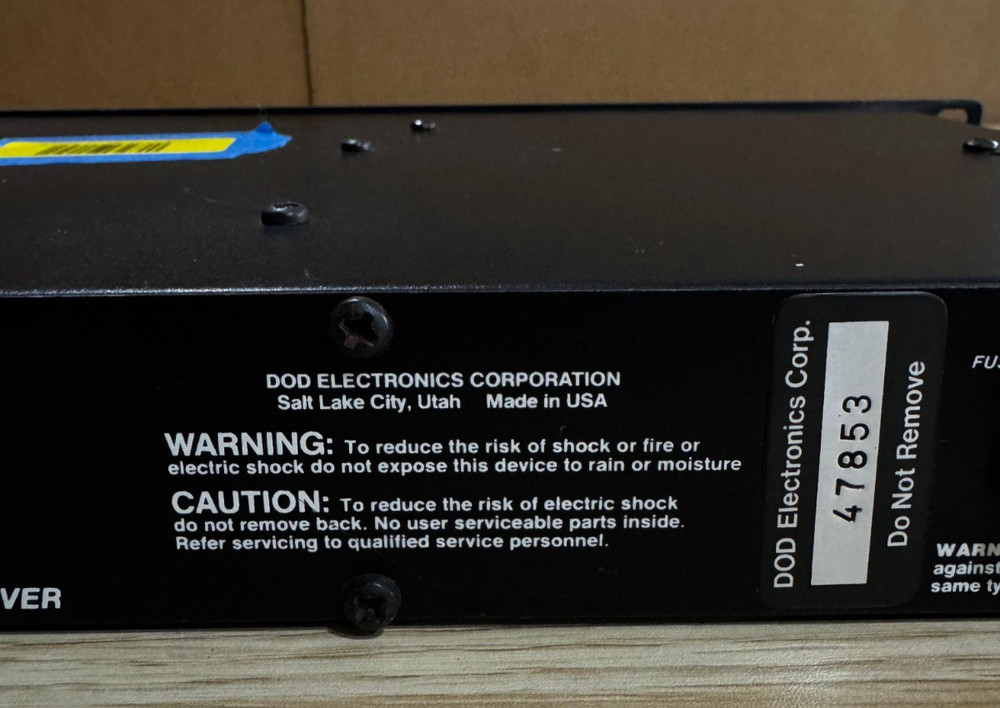 DOD ELECTRONICS CORPORATION
Salt Lake City, Utah Made in USA
WARNING: To reduce the risk of shock or fire or
electric shock do not expose this device to rain or moisture
CAUTION: To reduce the risk of electric shock
do not remove back. No user serviceable parts inside.
Refer servicing to qualified service personnel.
VER
DOD Electronics Corp.
47853
Do Not Remove
against
same